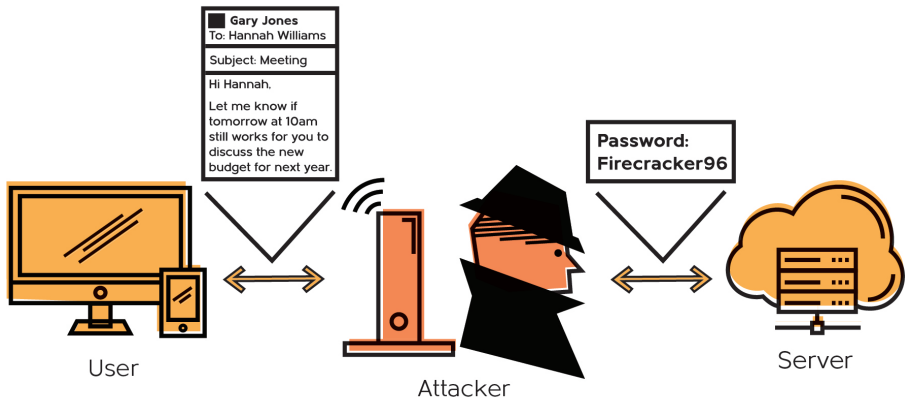 Gary Jones
To: Hannah Williams
Subject: Meeting
Hi Hannah,
Let me know if
tomorrow at 10am
still works for you to
discuss the new
budget for next year.
Password:
Firecracker96
User
Attacker
Server